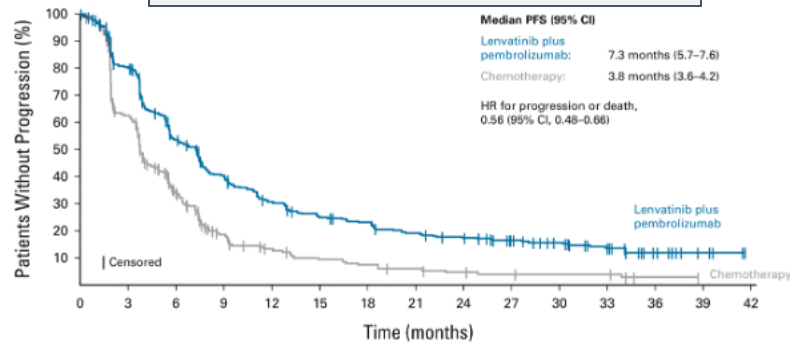 Median PFS (95% CI)
Lenvatinib plus
pembrolizumab: 7.3 months (5.7–7.6)
Chemotherapy: 3.8 months (3.6–4.2)
HR for progression or death,
0.56 (95% CI, 0.48–0.66)
Patients Without Progression (%)
100
90
80
70
60
50
40
30
20
10
Lenvatinib plus
pembrolizumab
Chemotherapy
Censored
0 3 6 9 12 15 18 21 24 27 30 33 36 39 42
Time (months)